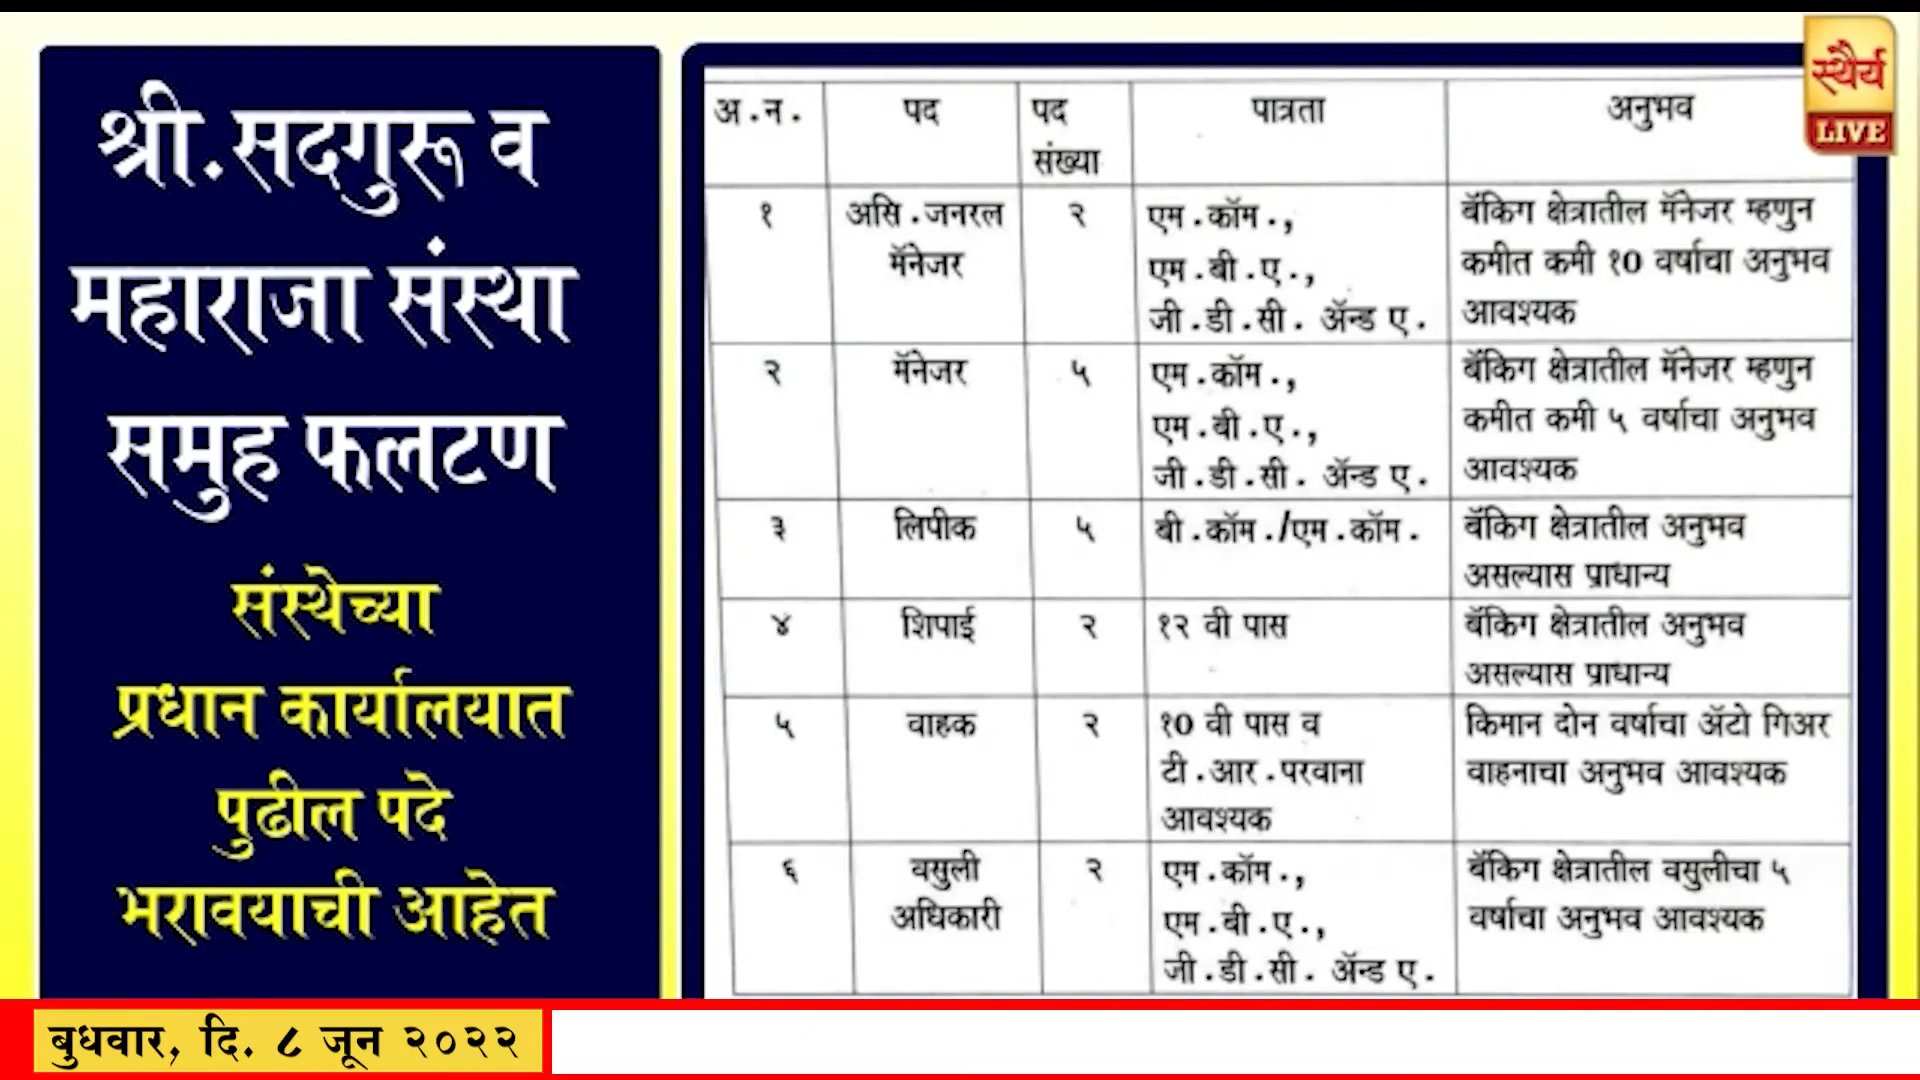 श्री.सदगुरू व
महाराजा संस्था
समुह फलटण
संस्थेच्या
प्रधान कार्यालयात
पुढील पदे
भरावयाची आहेत
स्थैर्य
LIVE
अ.न. पद पद संख्या पात्रता अनुभव
१ असि.जनरल मॅनेजर २ एम.कॉम., एम.बी.ए., जी.डी.सी. ॲन्ड ए. बॅंकिग क्षेत्रातील मॅनेजर म्हणुन कमीत कमी १० वर्षाचा अनुभव आवश्यक
२ मॅनेजर ५ एम.कॉम., एम.बी.ए., जी.डी.सी. ॲन्ड ए. बॅंकिग क्षेत्रातील मॅनेजर म्हणुन कमीत कमी ५ वर्षाचा अनुभव आवश्यक
३ लिपीक ५ बी.कॉम./एम.कॉम. बॅंकिग क्षेत्रातील अनुभव असल्यास प्राधान्य
४ शिपाई २ १२ वी पास बॅंकिग क्षेत्रातील अनुभव असल्यास प्राधान्य
५ वाहक २ १० वी पास व टी.आर.परवाना आवश्यक किमान दोन वर्षाचा ॲटो गिअर वाहनाचा अनुभव आवश्यक
६ वसुली अधिकारी २ एम.कॉम., एम.बी.ए., जी.डी.सी. ॲन्ड ए. बॅंकिग क्षेत्रातील वसुलीचा ५ वर्षाचा अनुभव आवश्यक
बुधवार, दि. ८ जून २०२२